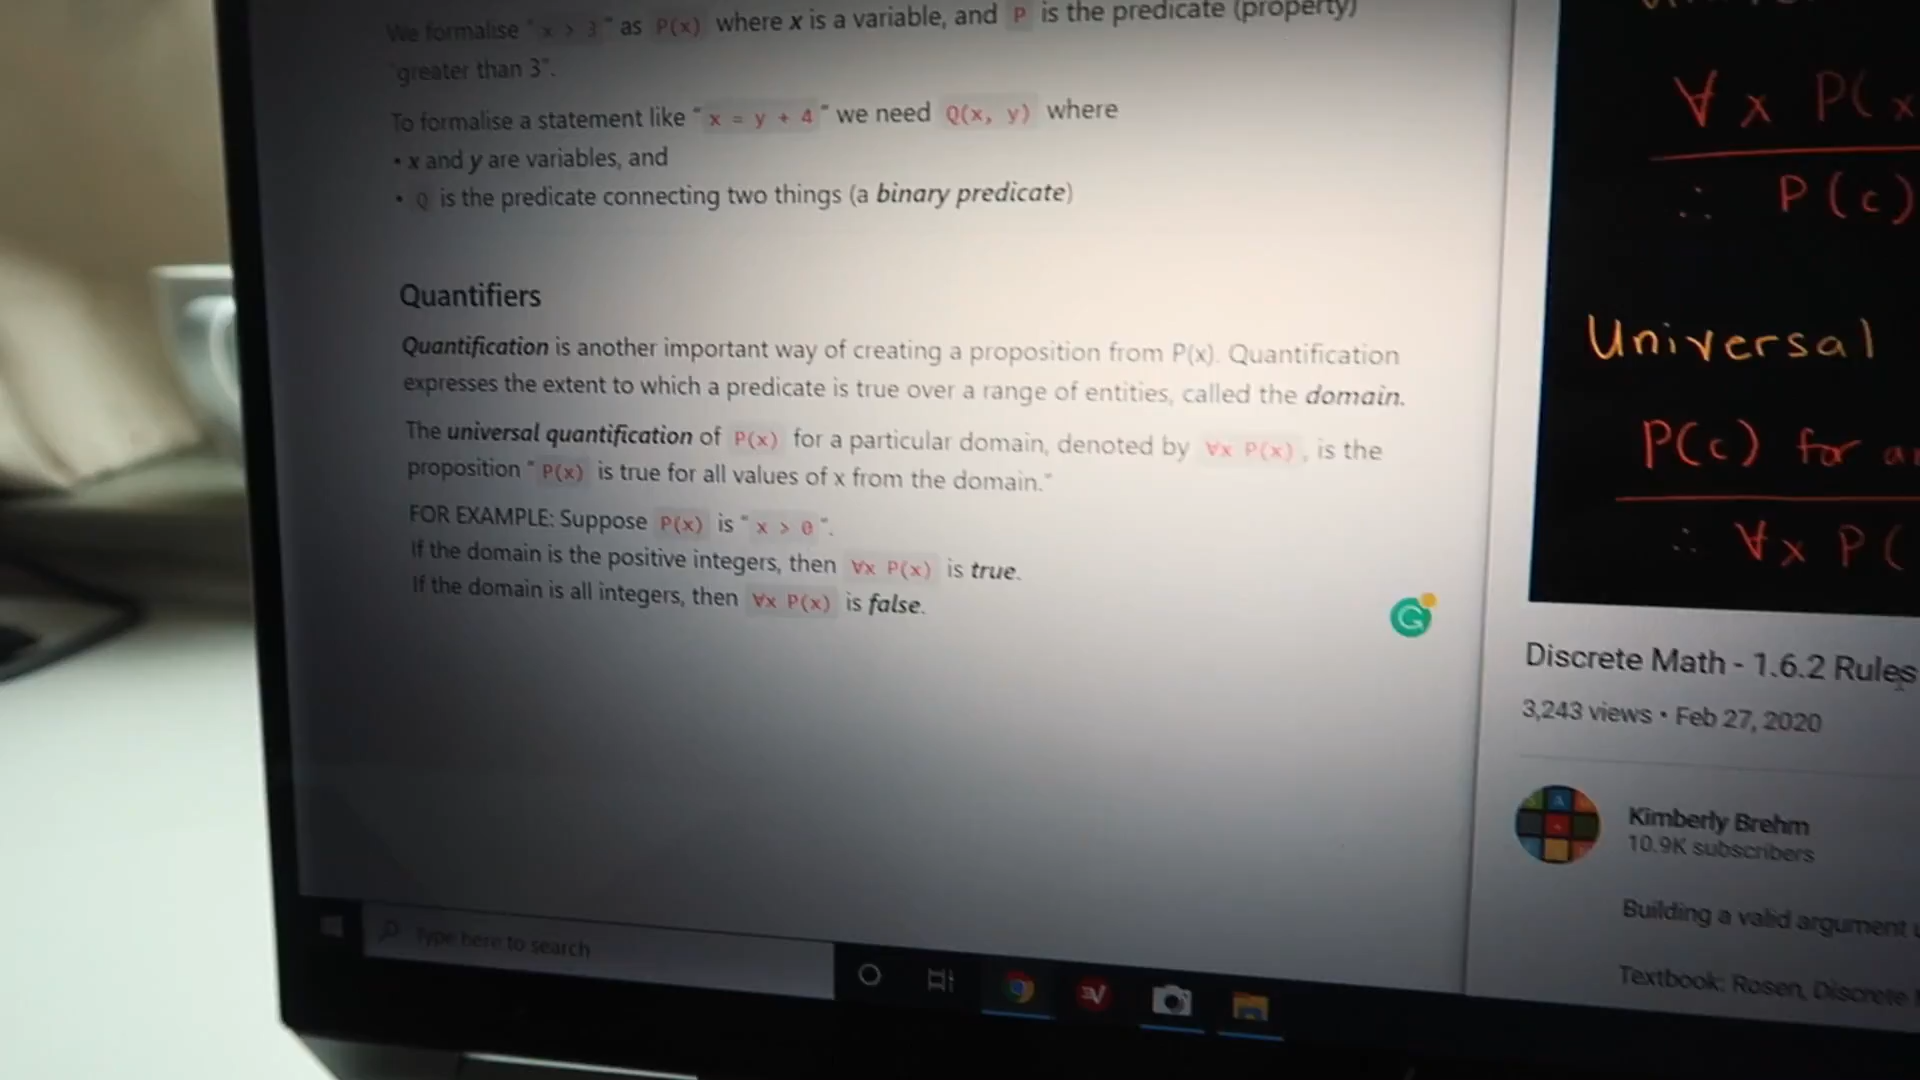 We formalise "x > 3" as P(x) where x is a variable, and P is the predicate (property)
"greater than 3".
To formalise a statement like "x = y + 4" we need Q(x, y) where
• x and y are variables, and
• Q is the predicate connecting two things (a binary predicate)
Quantifiers
Quantification is another important way of creating a proposition from P(x). Quantification
expresses the extent to which a predicate is true over a range of entities, called the domain.
The universal quantification of P(x) for a particular domain, denoted by ∀x P(x), is the
proposition "P(x) is true for all values of x from the domain."
FOR EXAMPLE: Suppose P(x) is "x > 0".
If the domain is the positive integers, then ∀x P(x) is true.
If the domain is all integers, then ∀x P(x) is false.
∀x P(x
∴ P(c)
Universal
P(c) for
∴ ∀x P(
Discrete Math - 1.6.2 Rules
3,243 views • Feb 27, 2020
Kimberly Brehm
10.9K subscribers
Building a valid argument
Textbook: Rosen, Discrete
Type here to search